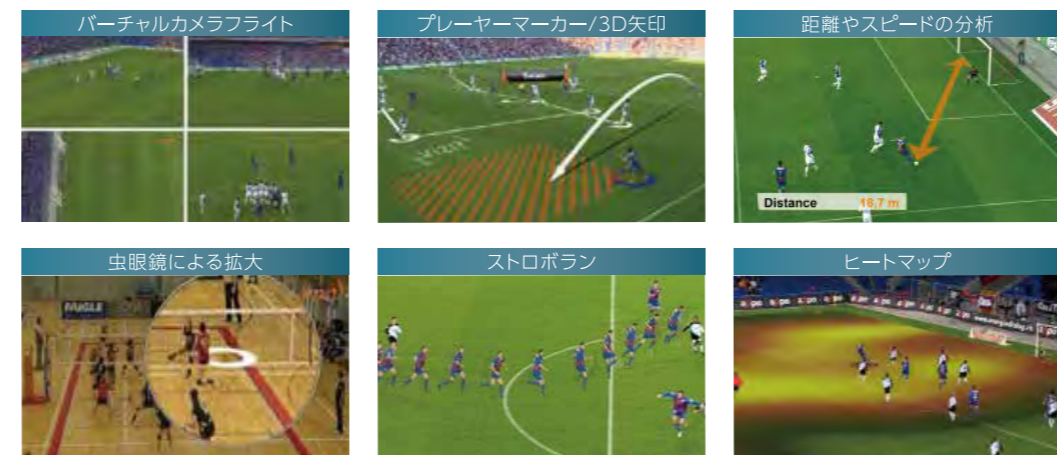 バーチャルカメラフライト
プレーヤーマーカー/3D矢印
距離やスピードの分析
Distance 18,7 m
虫眼鏡による拡大
ストロボラン
ヒートマップ